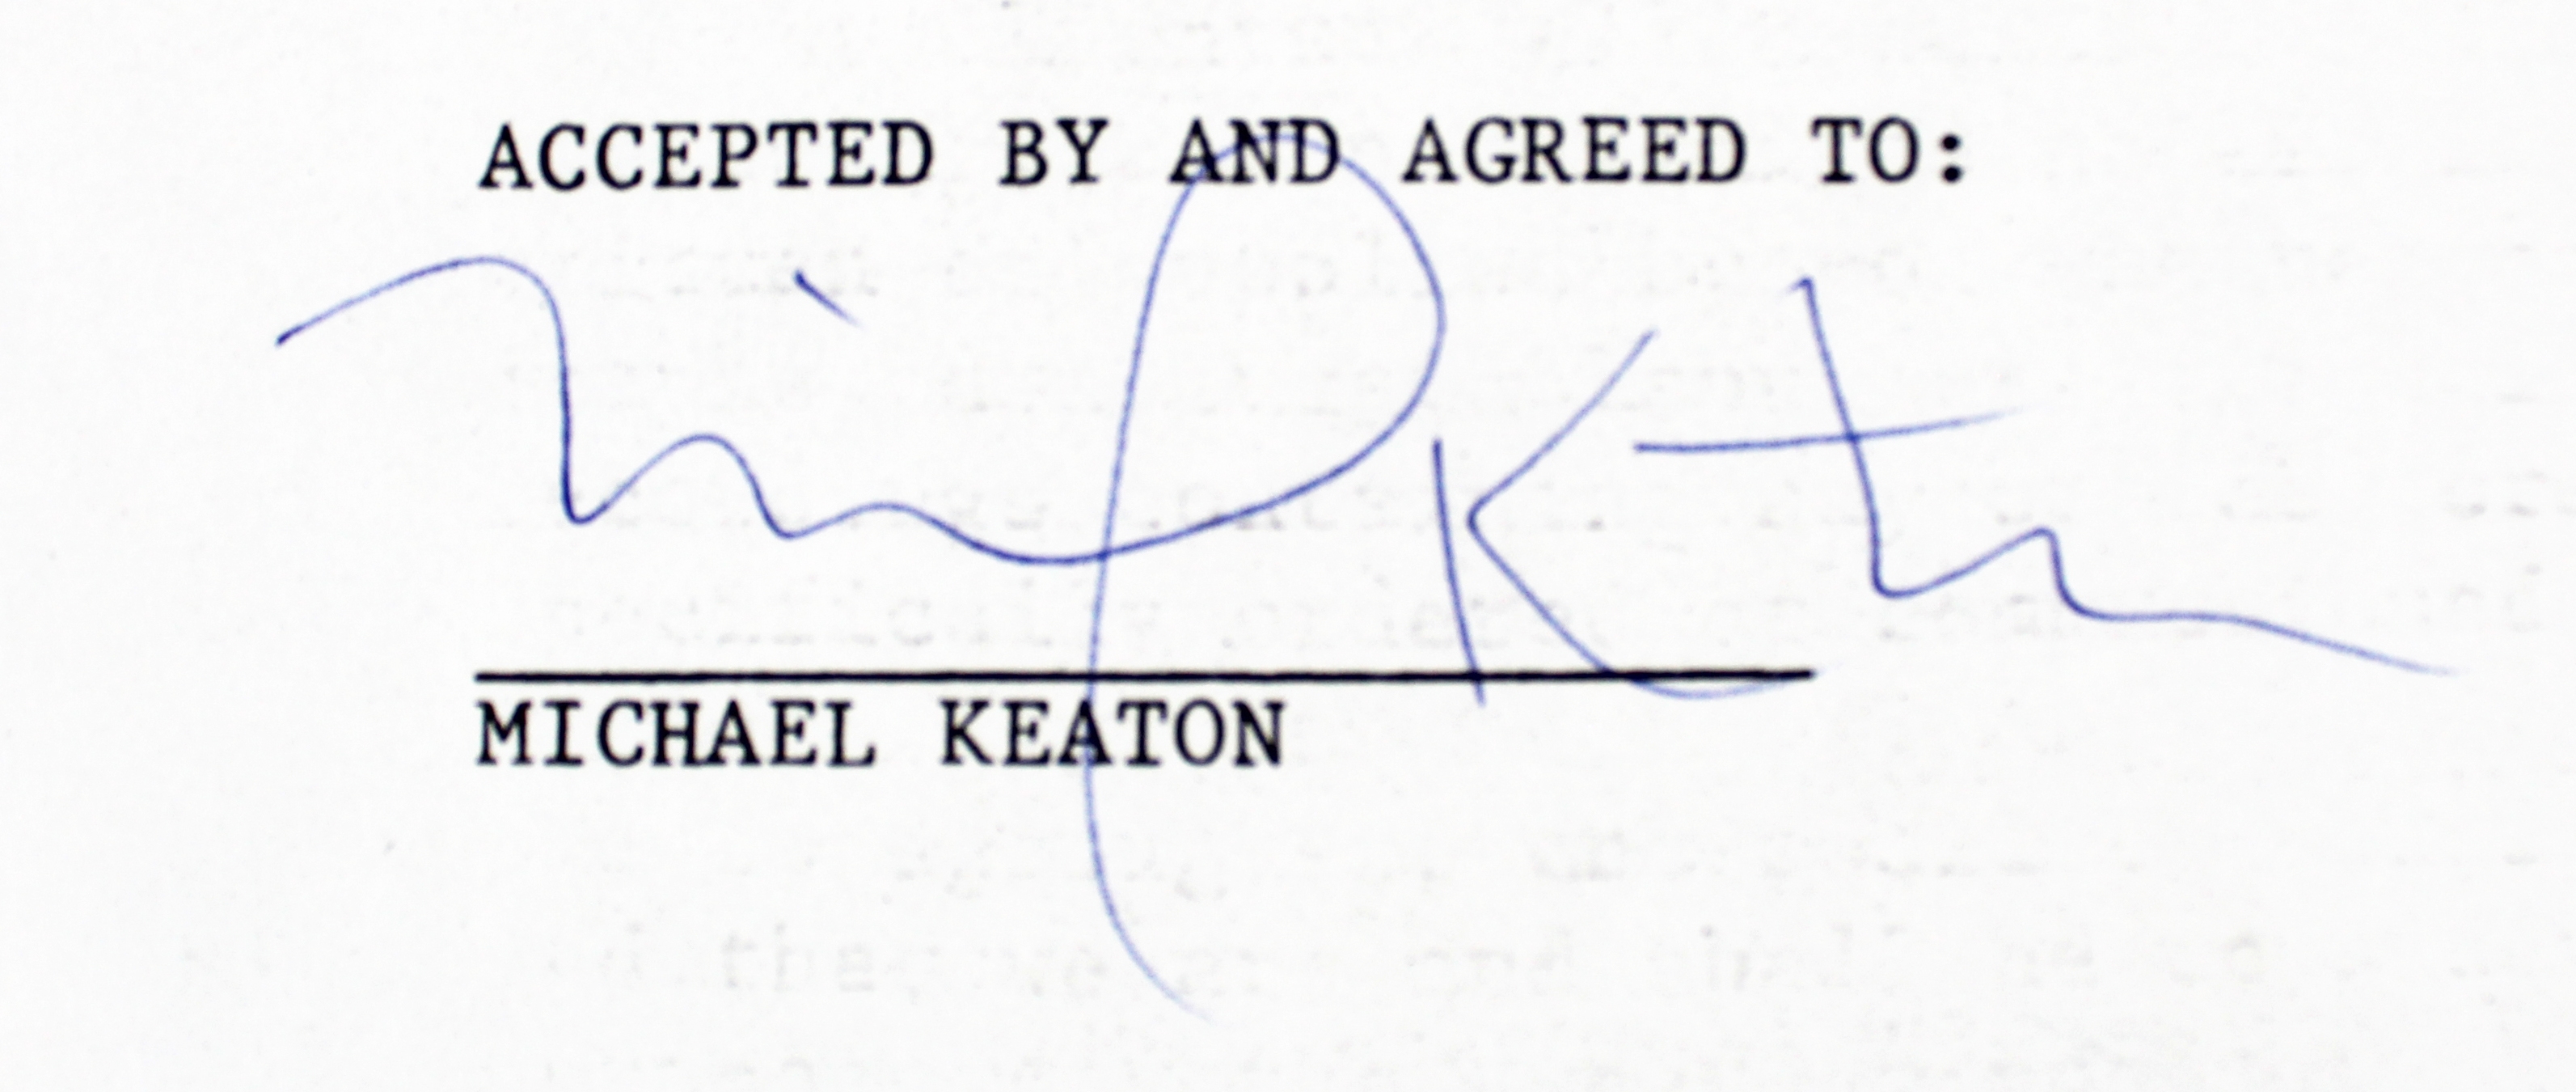 ACCEPTED BY AND AGREED TO:
MICHAEL KEATON